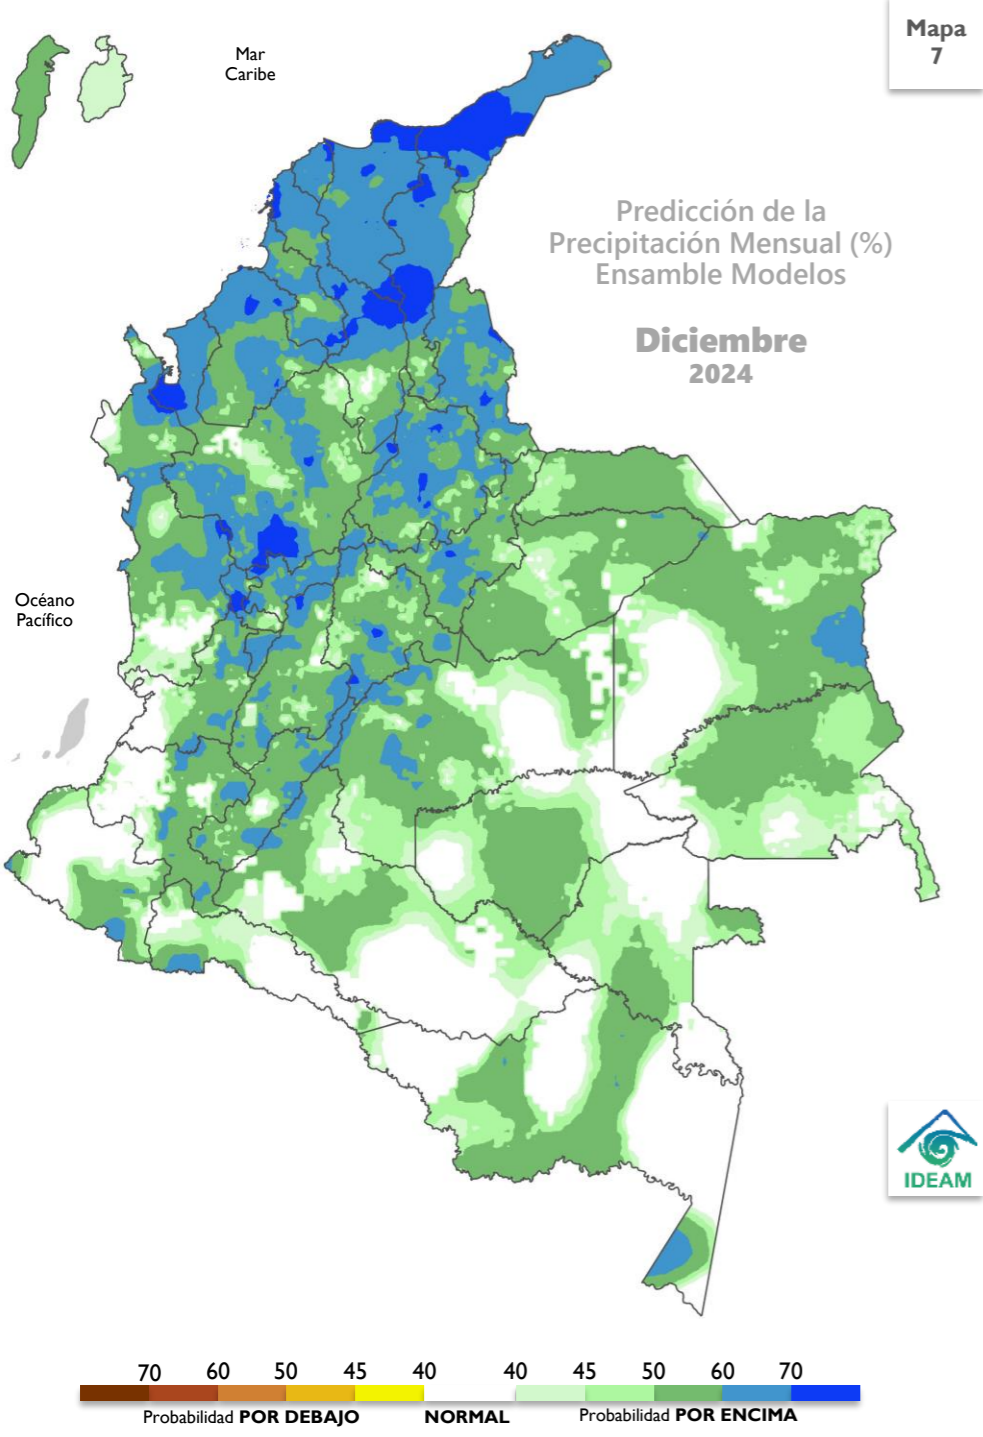 Mapa
7
Mar
Caribe
Predicción de la
Precipitación Mensual (%)
Ensamble Modelos
Diciembre
2024
Océano
Pacífico
IDEAM
70 60 50 45 40 40 45 50 60 70
Probabilidad POR DEBAJO NORMAL Probabilidad POR ENCIMA